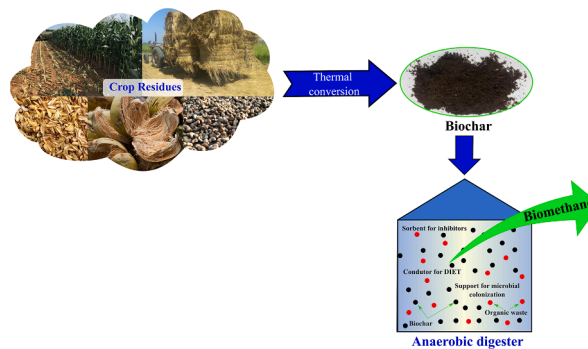 Crop Residues
Thermal
conversion
Biochar
Biomethane
Sorbent for inhibitors
Condutor for DIET
Support for microbial
colonization
Biochar
Organic waste
Anaerobic digester